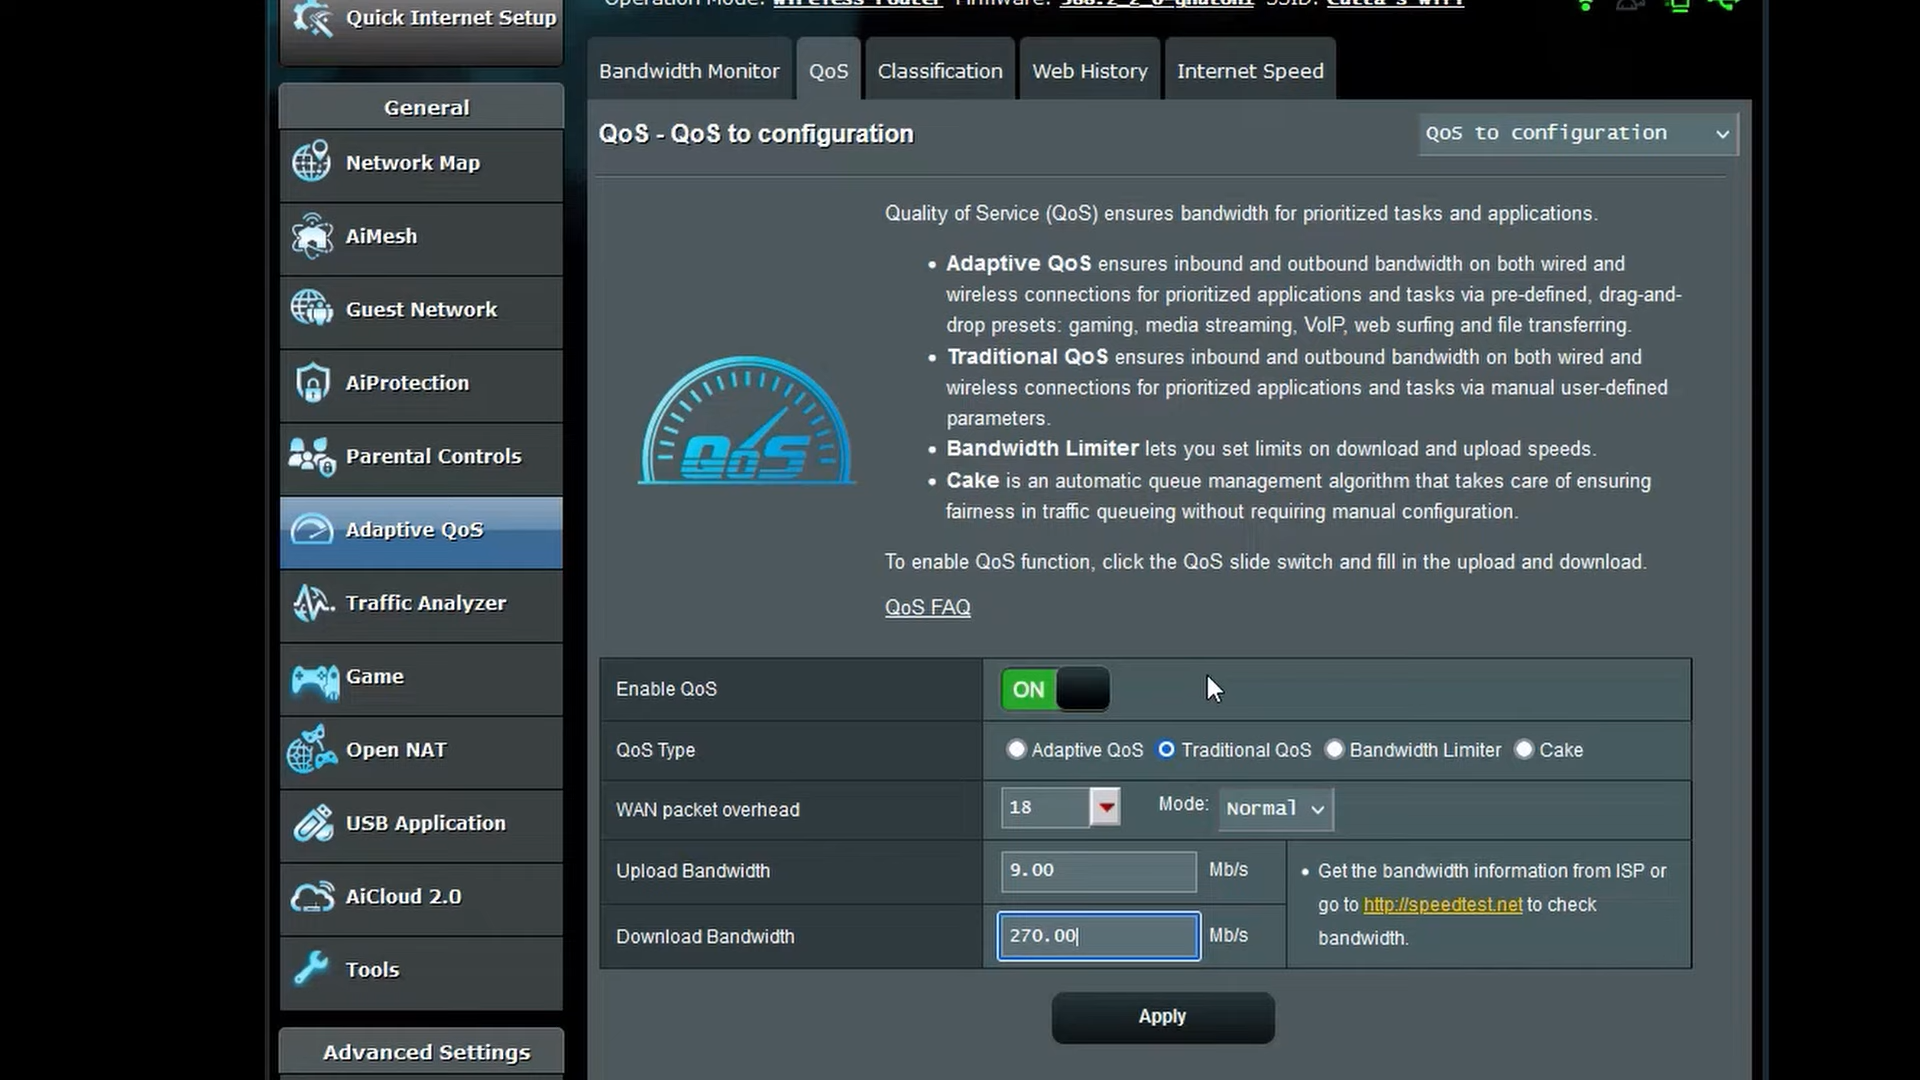 Quick Internet Setup
Operation Mode: Wireless router Firmware: SSID:
General
Network Map
AiMesh
Guest Network
AiProtection
Parental Controls
Adaptive QoS
Traffic Analyzer
Game
Open NAT
USB Application
AiCloud 2.0
Tools
Advanced Settings
Bandwidth Monitor
QoS
Classification
Web History
Internet Speed
QoS - QoS to configuration
QoS to configuration
QoS
Quality of Service (QoS) ensures bandwidth for prioritized tasks and applications.
• Adaptive QoS ensures inbound and outbound bandwidth on both wired and
wireless connections for prioritized applications and tasks via pre-defined, drag-and-
drop presets: gaming, media streaming, VoIP, web surfing and file transferring.
• Traditional QoS ensures inbound and outbound bandwidth on both wired and
wireless connections for prioritized applications and tasks via manual user-defined
parameters.
• Bandwidth Limiter lets you set limits on download and upload speeds.
• Cake is an automatic queue management algorithm that takes care of ensuring
fairness in traffic queueing without requiring manual configuration.
To enable QoS function, click the QoS slide switch and fill in the upload and download.
QoS FAQ
Enable QoS
ON
QoS Type
Adaptive QoS Traditional QoS Bandwidth Limiter Cake
WAN packet overhead
18
Mode: Normal
Upload Bandwidth
9.00 Mb/s
Download Bandwidth
270.00 Mb/s
• Get the bandwidth information from ISP or
go to http://speedtest.net to check
bandwidth.
Apply